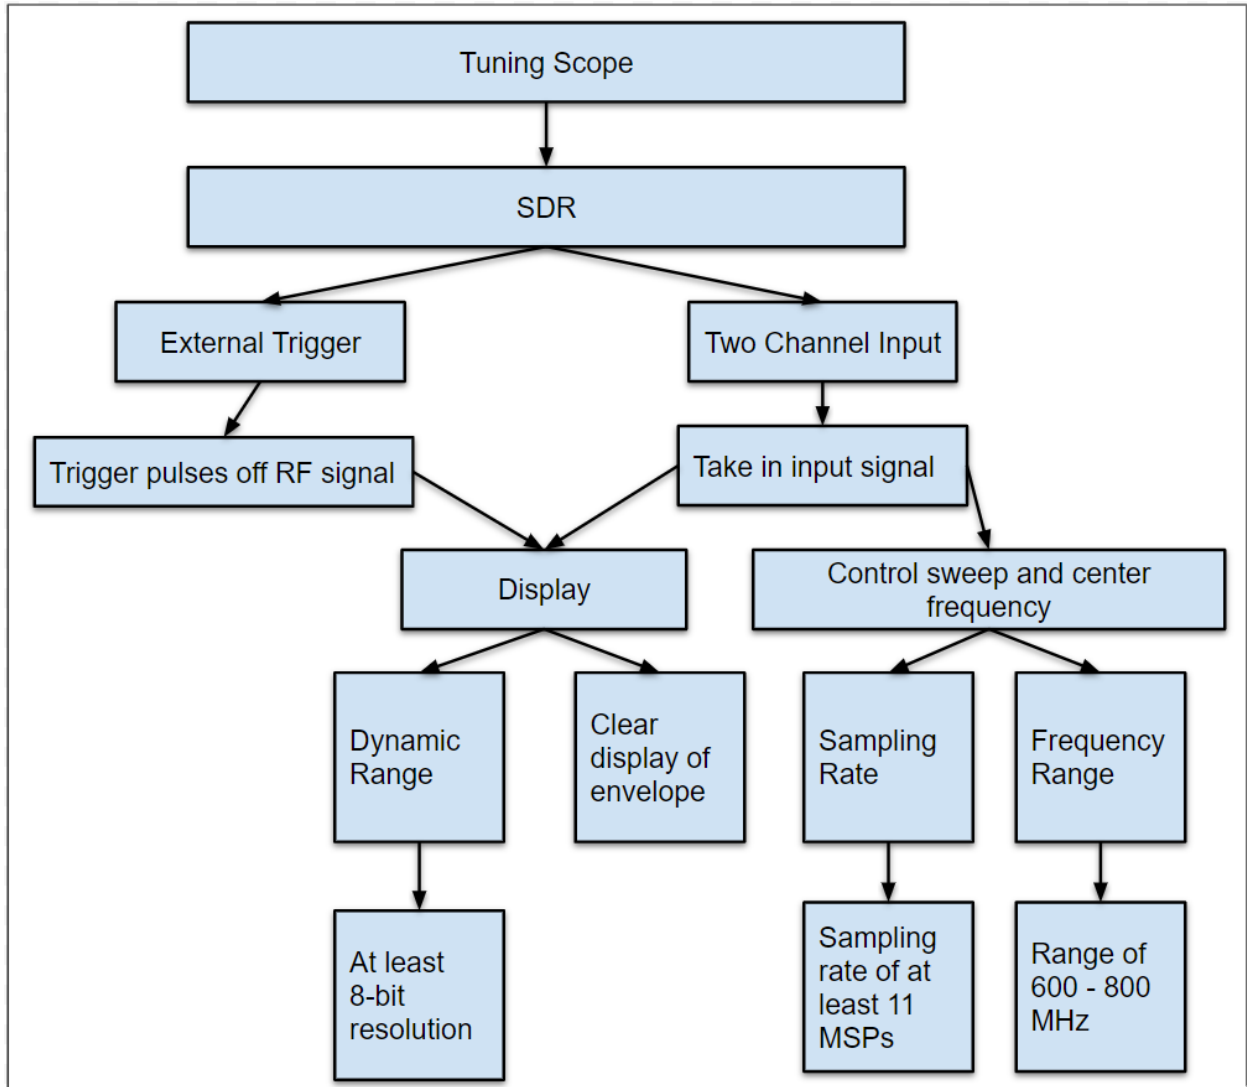 Tuning Scope
SDR
External Trigger
Two Channel Input
Trigger pulses off RF signal
Take in input signal
Display
Control sweep and center
frequency
Dynamic
Range
Clear
display of
envelope
Sampling
Rate
Frequency
Range
At least
8-bit
resolution
Sampling
rate of at
least 11
MSPs
Range of
600 - 800
MHz